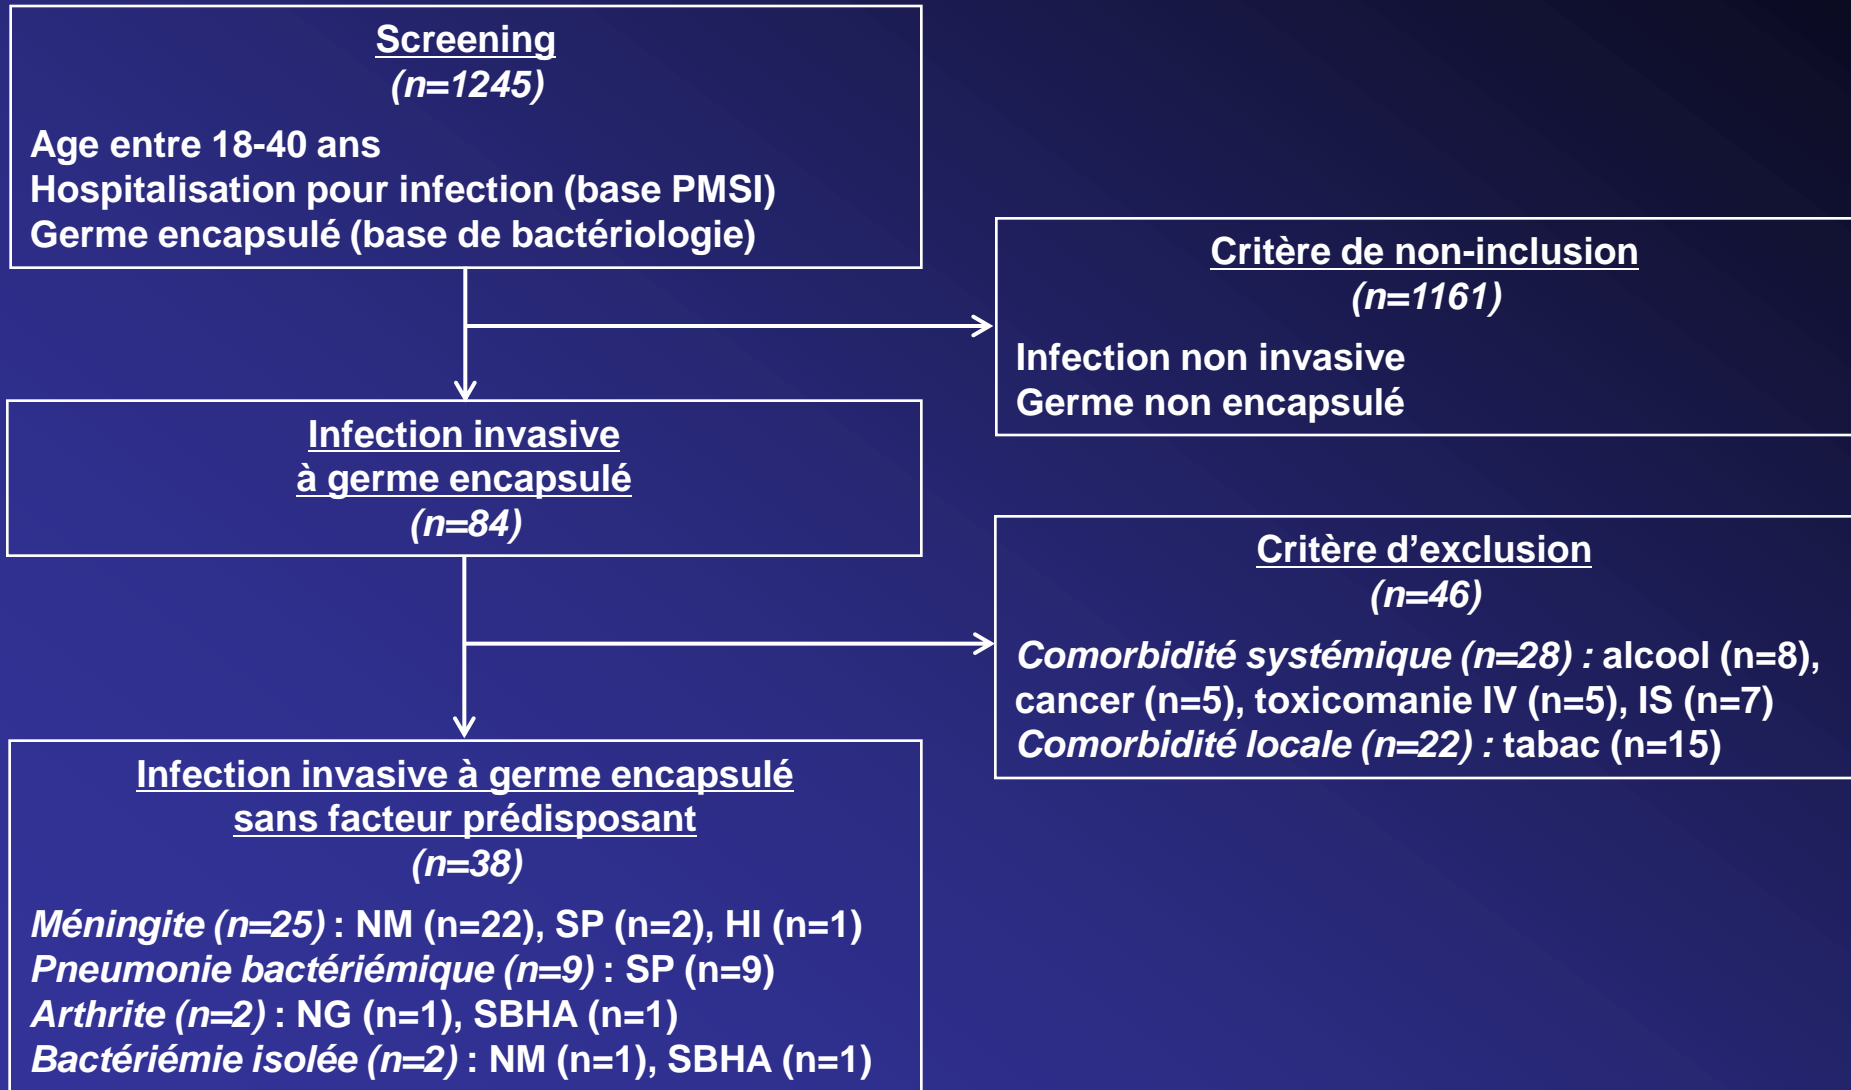 Screening
(n=1245)
Age entre 18-40 ans
Hospitalisation pour infection (base PMSI)
Germe encapsulé (base de bactériologie)
Critère de non-inclusion
(n=1161)
Infection non invasive
Germe non encapsulé
Infection invasive
à germe encapsulé
(n=84)
Critère d’exclusion
(n=46)
Comorbidité systémique (n=28) : alcool (n=8),
cancer (n=5), toxicomanie IV (n=5), IS (n=7)
Comorbidité locale (n=22) : tabac (n=15)
Infection invasive à germe encapsulé
sans facteur prédisposant
(n=38)
Méningite (n=25) : NM (n=22), SP (n=2), HI (n=1)
Pneumonie bactériémique (n=9) : SP (n=9)
Arthrite (n=2) : NG (n=1), SBHA (n=1)
Bactériémie isolée (n=2) : NM (n=1), SBHA (n=1)